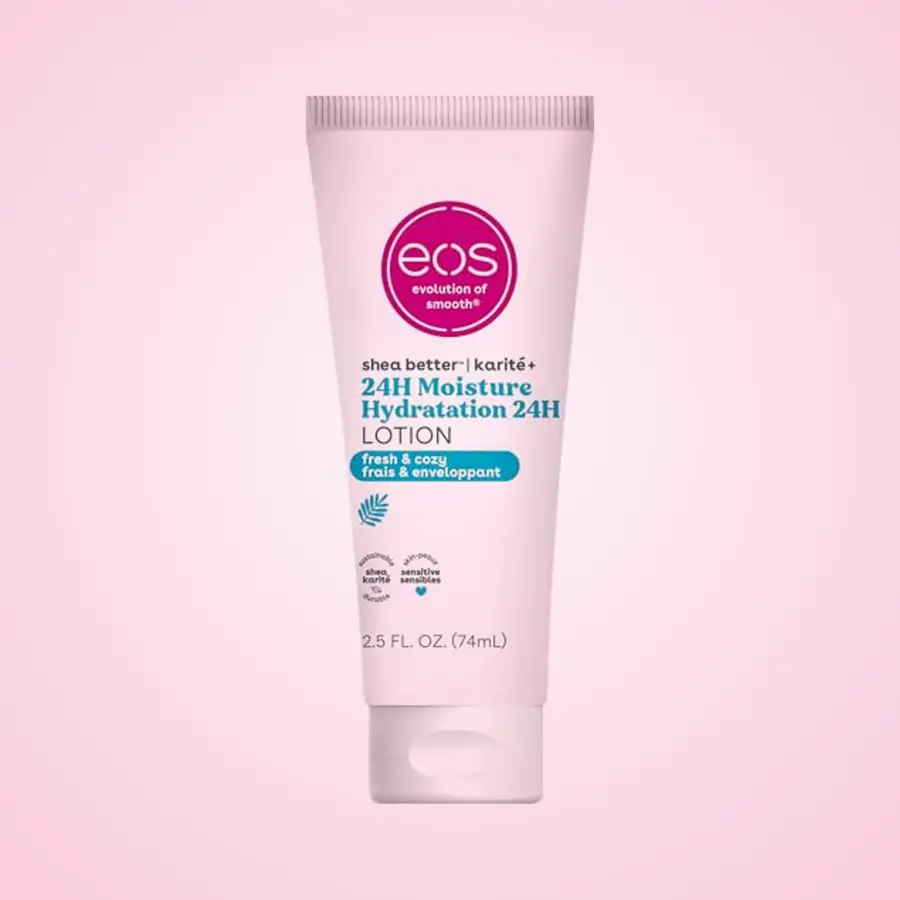 eos
evolution of
smooth®
shea better™ | karité+
24H Moisture
Hydratation 24H
LOTION
fresh & cozy
frais & enveloppant
sustainable
shea
karité
durable
skin-peaux
sensitive
sensibles
2.5 FL. OZ. (74mL)